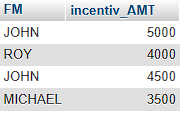 FM incentiv_AMT
JOHN 5000
ROY 4000
JOHN 4500
MICHAEL 3500